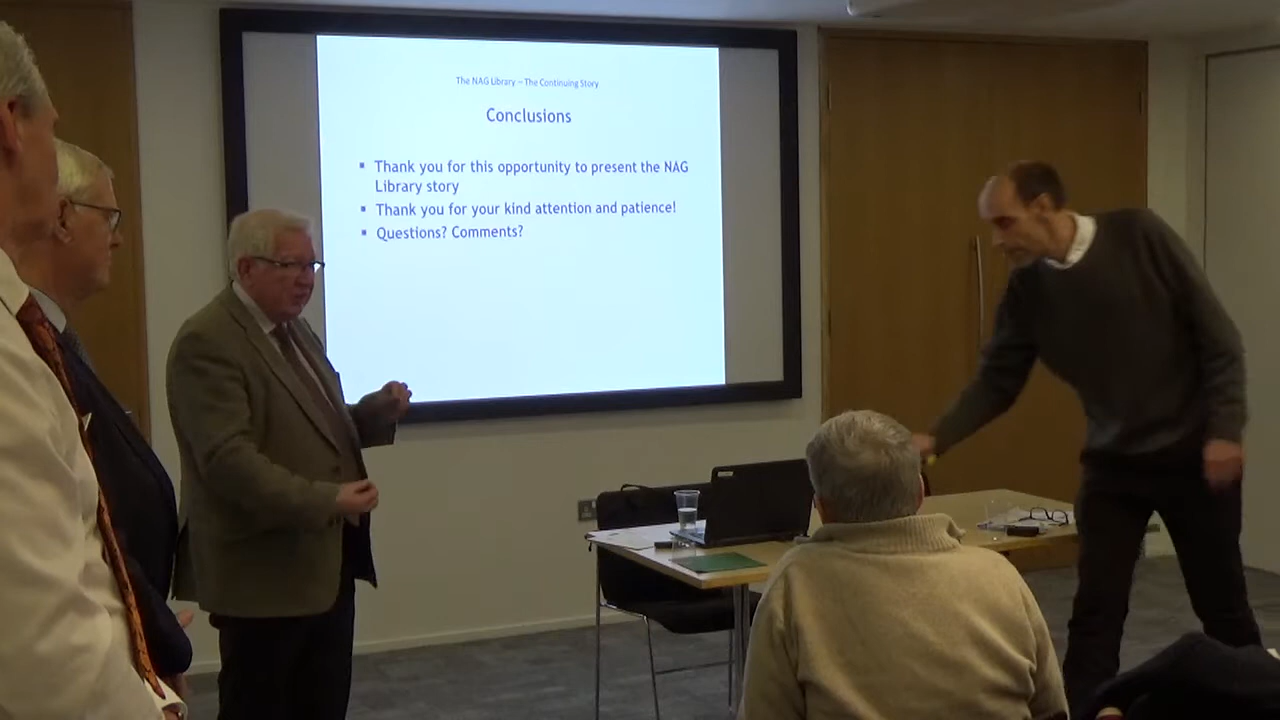 The NAG Library – The Continuing Story
Conclusions
▪ Thank you for this opportunity to present the NAG
Library story
▪ Thank you for your kind attention and patience!
▪ Questions? Comments?